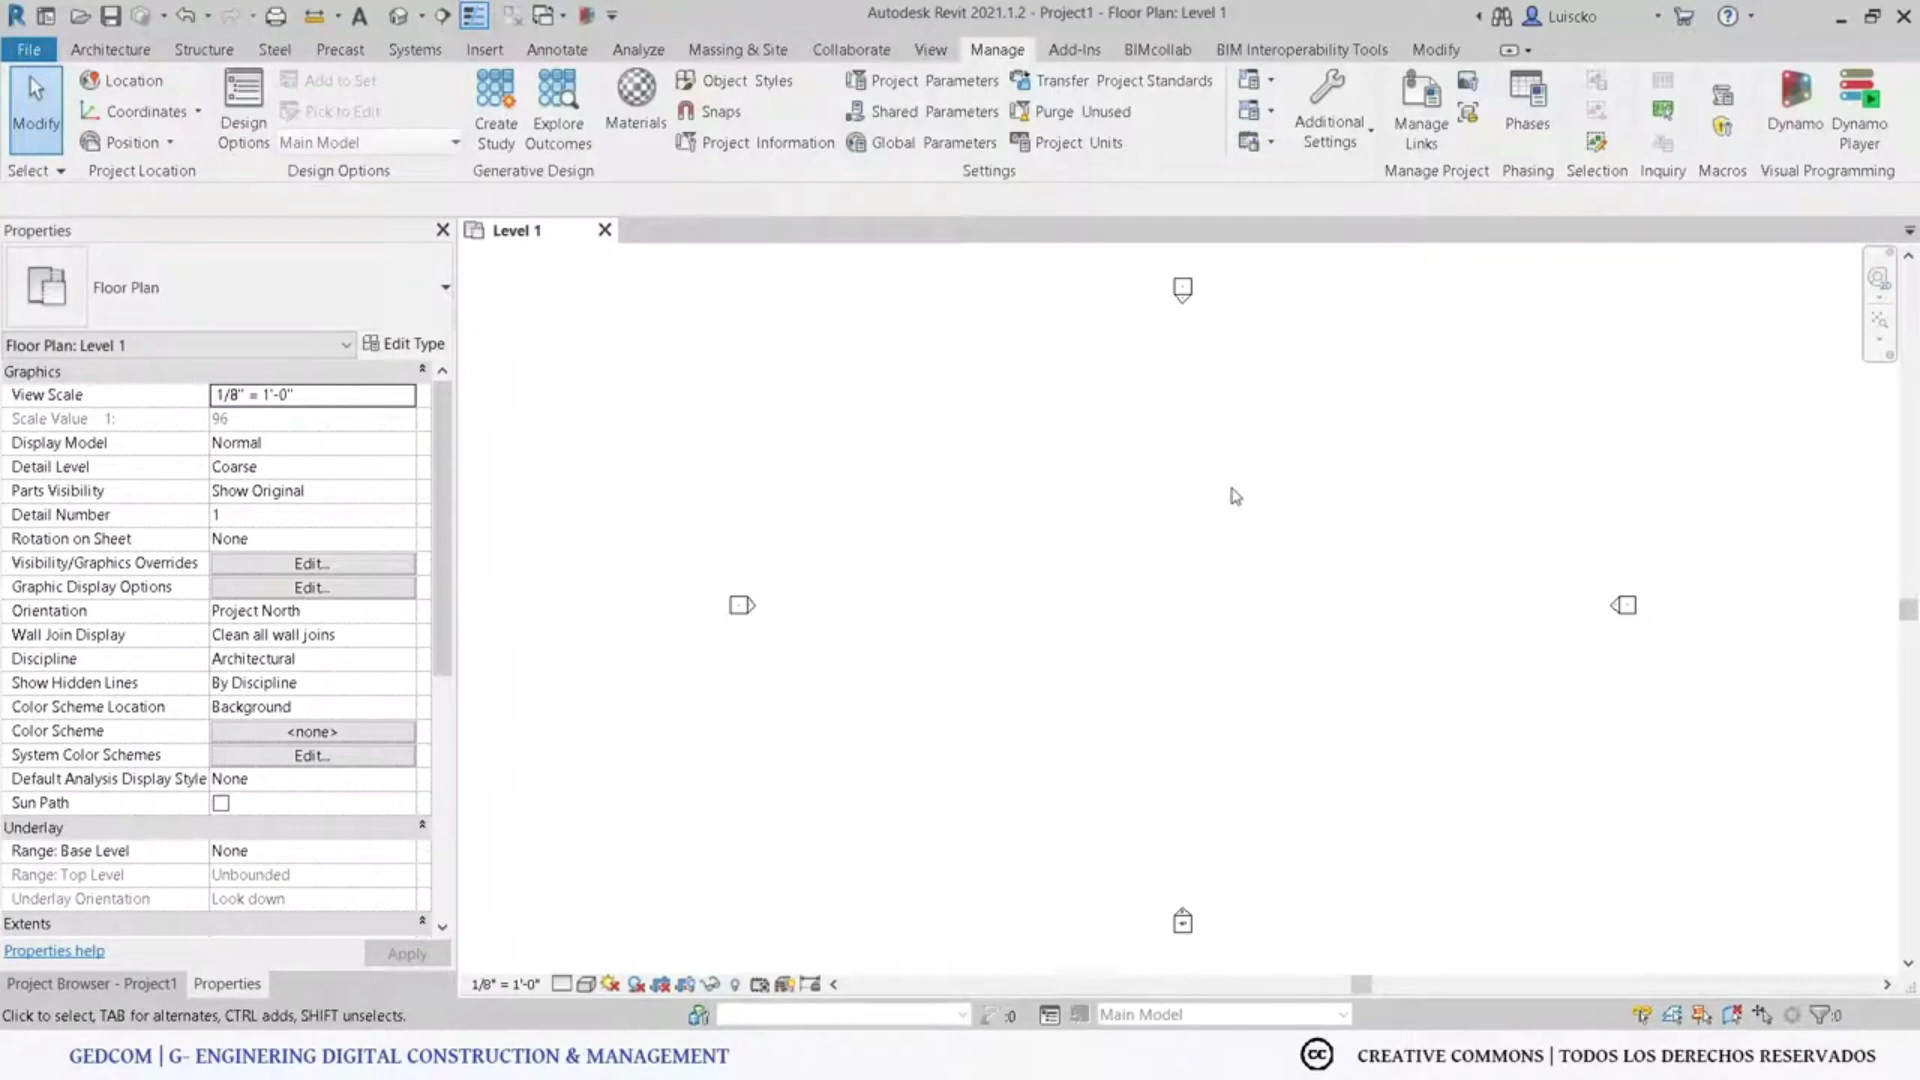 Autodesk Revit 2021.1.2 - Project1 - Floor Plan: Level 1
Luiscko
File Architecture Structure Steel Precast Systems Insert Annotate Analyze Massing & Site Collaborate View Manage Add-Ins BIMcollab BIM Interoperability Tools Modify
Modify
Select
Location
Coordinates
Position
Project Location
Design Options
Add to Set
Pick to Edit
Main Model
Design Options
Create Study
Explore Outcomes
Generative Design
Materials
Object Styles
Snaps
Project Information
Project Parameters
Shared Parameters
Global Parameters
Transfer Project Standards
Purge Unused
Project Units
Settings
Additional Settings
Manage Links
Manage Project
Phases
Phasing
Selection
Inquiry
Macros
Dynamo
Dynamo Player
Visual Programming
Properties
Level 1
Floor Plan
Floor Plan: Level 1
Edit Type
Graphics
View Scale 1/8" = 1'-0"
Scale Value 1: 96
Display Model Normal
Detail Level Coarse
Parts Visibility Show Original
Detail Number 1
Rotation on Sheet None
Visibility/Graphics Overrides Edit...
Graphic Display Options Edit...
Orientation Project North
Wall Join Display Clean all wall joins
Discipline Architectural
Show Hidden Lines By Discipline
Color Scheme Location Background
Color Scheme <none>
System Color Schemes Edit...
Default Analysis Display Style None
Sun Path
Underlay
Range: Base Level None
Range: Top Level Unbounded
Underlay Orientation Look down
Extents
Properties help
Apply
Project Browser - Project1 Properties
1/8" = 1'-0"
Click to select, TAB for alternates, CTRL adds, SHIFT unselects.
:0
Main Model
:0
GEDCOM | G- ENGINERING DIGITAL CONSTRUCTION & MANAGEMENT
cc CREATIVE COMMONS | TODOS LOS DERECHOS RESERVADOS